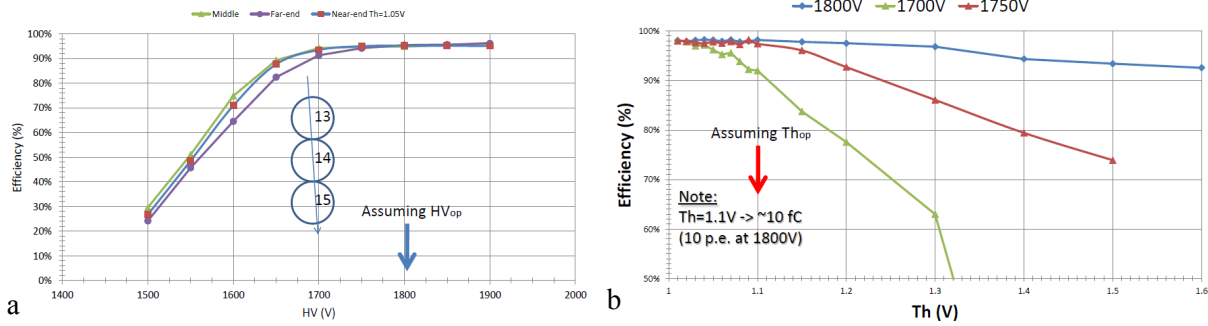 Middle Far-end Near-end Th=1.05V
100%
90%
80%
70%
60%
50%
40%
30%
20%
10%
0%
Efficiency (%)
13
14
15
Assuming HVop
1400 1500 1600 1700 1800 1900 2000
HV (V)
a
1800V 1700V 1750V
100%
90%
80%
70%
60%
50%
Efficiency (%)
Assuming Thop
Note:
Th=1.1V -> ~10 fC
(10 p.e. at 1800V)
1 1.1 1.2 1.3 1.4 1.5 1.6
Th (V)
b